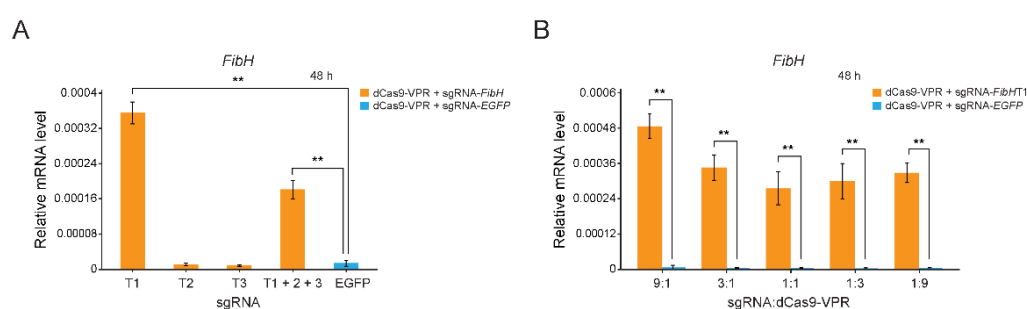 A
FibH
48 h
dCas9-VPR + sgRNA-FibH
dCas9-VPR + sgRNA-EGFP
**
**
Relative mRNA level
0.0004
0.00032
0.00024
0.00016
0.00008
0
T1 T2 T3 T1 + 2 + 3 EGFP
sgRNA
B
FibH
48 h
dCas9-VPR + sgRNA-FibHT1
dCas9-VPR + sgRNA-EGFP
** ** ** ** **
Relative mRNA level
0.0006
0.00048
0.00036
0.00024
0.00012
0
9:1 3:1 1:1 1:3 1:9
sgRNA:dCas9-VPR